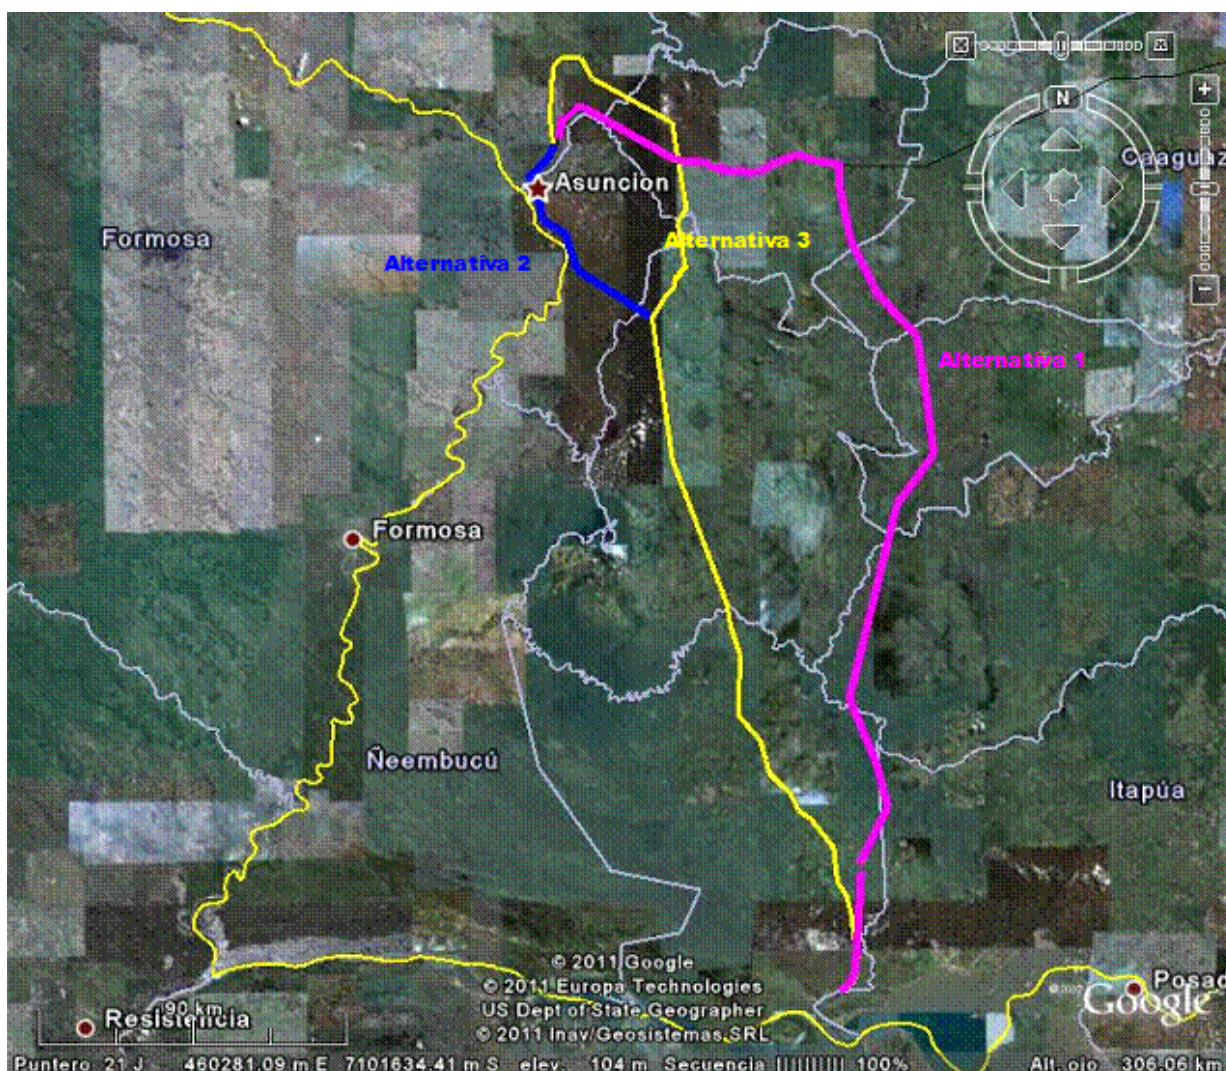 N
Caaguaz
Asuncion
Formosa
Alternativa 3
Alternativa 2
Alternativa 1
Formosa
Ñeembucú
Itapúa
© 2011 Google
© 2011 Europa Technologies
US Dept of State Geographer
© 2011 Inav/Geosistemas SRL
Google
Posad
90 km
Resistencia
Puntero 21 J 460281.09 m E 7101634.41 m S elev. 104 m Secuencia 100% Alt. ojo 306.06 km